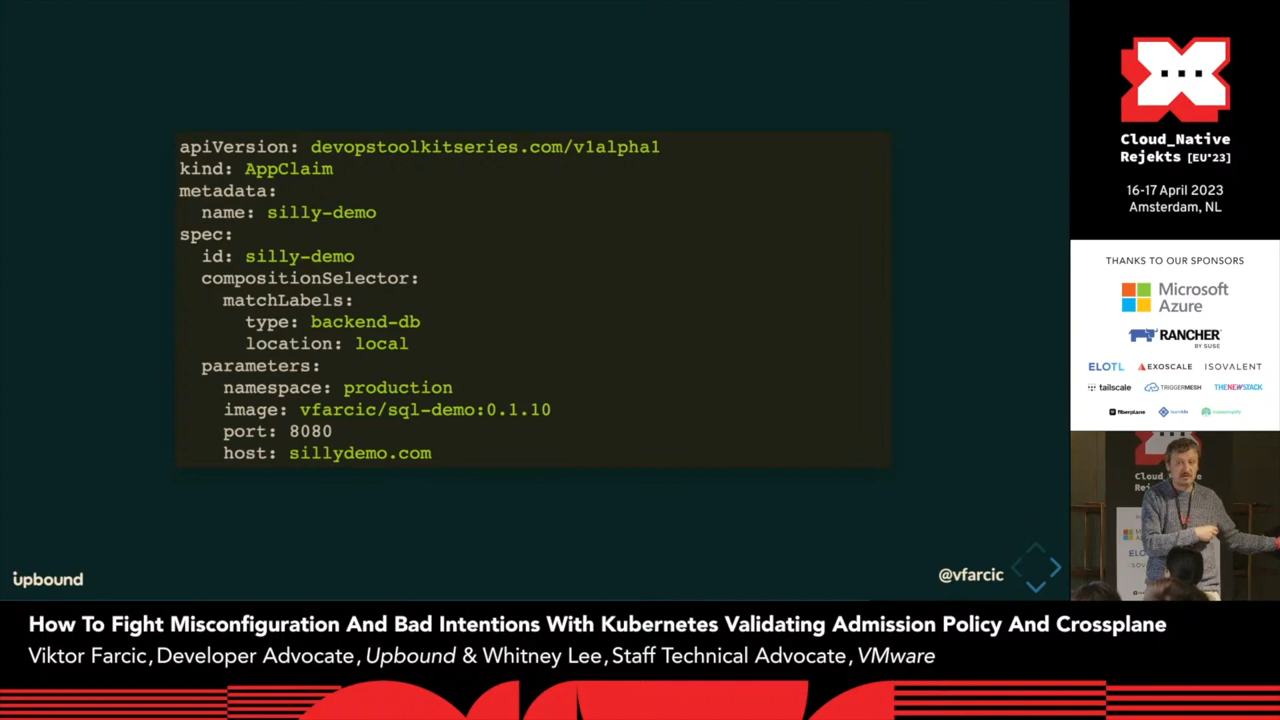 apiVersion: devopstoolkitseries.com/v1alpha1
kind: AppClaim
metadata:
  name: silly-demo
spec:
  id: silly-demo
  compositionSelector:
    matchLabels:
      type: backend-db
      location: local
  parameters:
    namespace: production
    image: vfarcic/sql-demo:0.1.10
    port: 8080
    host: sillydemo.com
upbound
@vfarcic
Cloud_Native
Rejekts [EU'23]
16-17 April 2023
Amsterdam, NL
THANKS TO OUR SPONSORS
Microsoft
Azure
RANCHER
BY SUSE
ELOTL EXOSCALE ISOVALENT
tailscale TRIGGERMESH THENEWSTACK
fiberplane
How To Fight Misconfiguration And Bad Intentions With Kubernetes Validating Admission Policy And Crossplane
Viktor Farcic, Developer Advocate, Upbound & Whitney Lee, Staff Technical Advocate, VMware